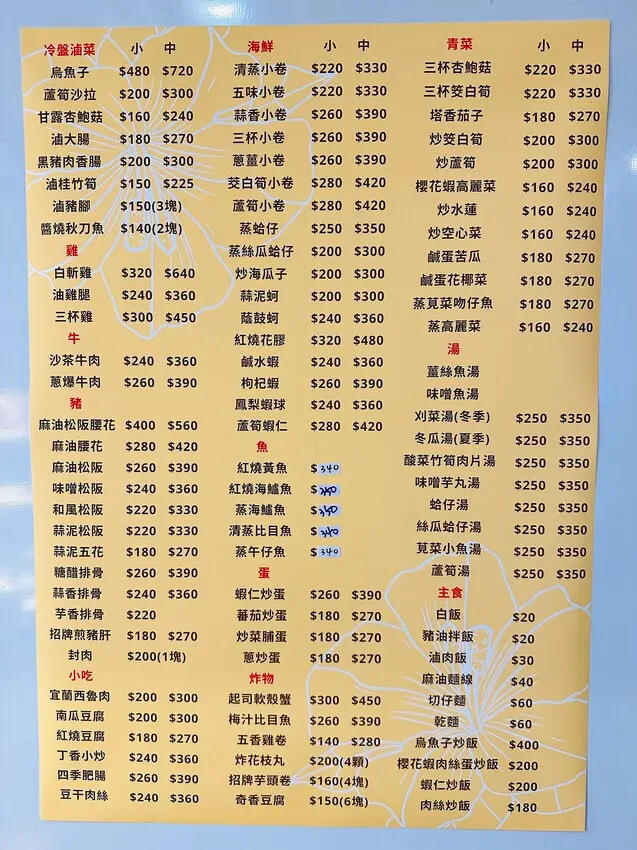 冷盤滷菜 小 中
烏魚子 $480 $720
蘆筍沙拉 $200 $300
甘露杏鮑菇 $160 $240
滷大腸 $180 $270
黑豬肉香腸 $200 $300
滷桂竹筍 $150 $225
滷豬腳 $150(3塊)
醬燒秋刀魚 $140(2塊)
雞
白斬雞 $320 $640
油雞腿 $240 $360
三杯雞 $300 $450
牛
沙茶牛肉 $240 $360
蔥爆牛肉 $260 $390
豬
麻油松阪腰花 $400 $560
麻油腰花 $280 $420
麻油松阪 $260 $390
味噌松阪 $240 $360
和風松阪 $220 $330
蒜泥松阪 $220 $330
蒜泥五花 $180 $270
糖醋排骨 $260 $390
蒜香排骨 $240 $360
芋香排骨 $220
招牌煎豬肝 $180 $270
封肉 $200(1塊)
小吃
宜蘭西魯肉 $200 $300
南瓜豆腐 $200 $300
紅燒豆腐 $180 $270
丁香小炒 $240 $360
四季肥腸 $260 $390
豆干肉絲 $240 $360
海鮮 小 中
清蒸小卷 $220 $330
五味小卷 $220 $330
蒜香小卷 $260 $390
三杯小卷 $260 $390
蔥薑小卷 $260 $390
茭白筍小卷 $280 $420
蘆筍小卷 $280 $420
蒸蛤仔 $250 $350
蒸絲瓜蛤仔 $200 $300
炒海瓜子 $200 $300
蒜泥蚵 $200 $300
蔭鼓蚵 $240 $360
紅燒花膠 $320 $480
鹹水蝦 $240 $360
枸杞蝦 $260 $390
鳳梨蝦球 $240 $360
蘆筍蝦仁 $280 $420
魚
紅燒黃魚 $340
紅燒海鱸魚 $340
蒸海鱸魚 $340
清蒸比目魚 $340
蒸午仔魚 $340
蛋
蝦仁炒蛋 $260 $390
蕃茄炒蛋 $180 $270
炒菜脯蛋 $180 $270
蔥炒蛋 $180 $270
炸物
起司軟殼蟹 $300 $450
梅汁比目魚 $260 $390
五香雞卷 $140 $280
炸花枝丸 $200(4顆)
招牌芋頭卷 $160(4塊)
奇香豆腐 $150(6塊)
青菜 小 中
三杯杏鮑菇 $220 $330
三杯筊白筍 $220 $330
塔香茄子 $180 $270
炒筊白筍 $200 $300
炒蘆筍 $200 $300
櫻花蝦高麗菜 $160 $240
炒水蓮 $160 $240
炒空心菜 $160 $240
鹹蛋苦瓜 $180 $270
鹹蛋花椰菜 $180 $270
蒸莧菜吻仔魚 $180 $270
蒸高麗菜 $160 $240
湯
薑絲魚湯
味噌魚湯
刈菜湯(冬季) $250 $350
冬瓜湯(夏季) $250 $350
酸菜竹筍肉片湯 $250 $350
味噌芋丸湯 $250 $350
蛤仔湯 $250 $350
絲瓜蛤仔湯 $250 $350
莧菜小魚湯 $250 $350
蘆筍湯 $250 $350
主食
白飯 $20
豬油拌飯 $20
滷肉飯 $30
麻油麵線 $40
切仔麵 $60
乾麵 $60
烏魚子炒飯 $400
櫻花蝦肉絲蛋炒飯 $200
蝦仁炒飯 $200
肉絲炒飯 $180